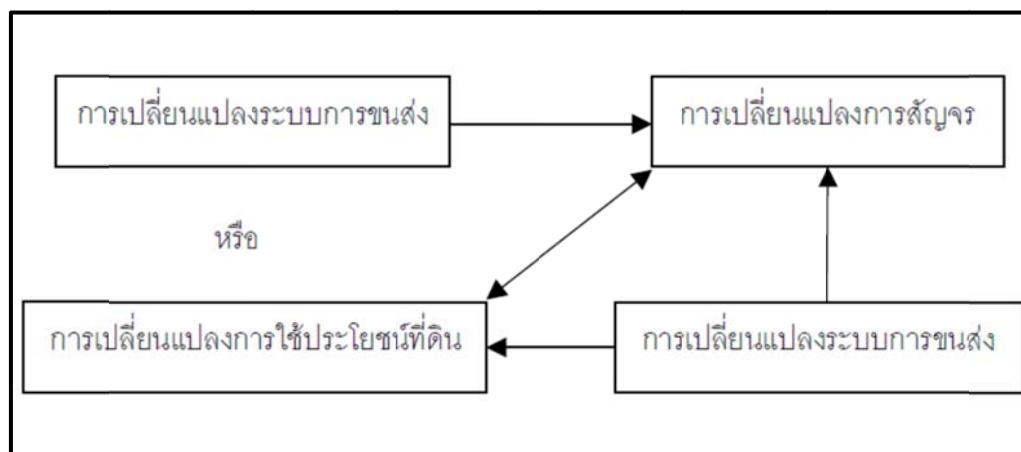 การเปลี่ยนแปลงระบบการขนส่ง
การเปลี่ยนแปลงการสัญจร
หรือ
การเปลี่ยนแปลงการใช้ประโยชน์ที่ดิน
การเปลี่ยนแปลงระบบการขนส่ง